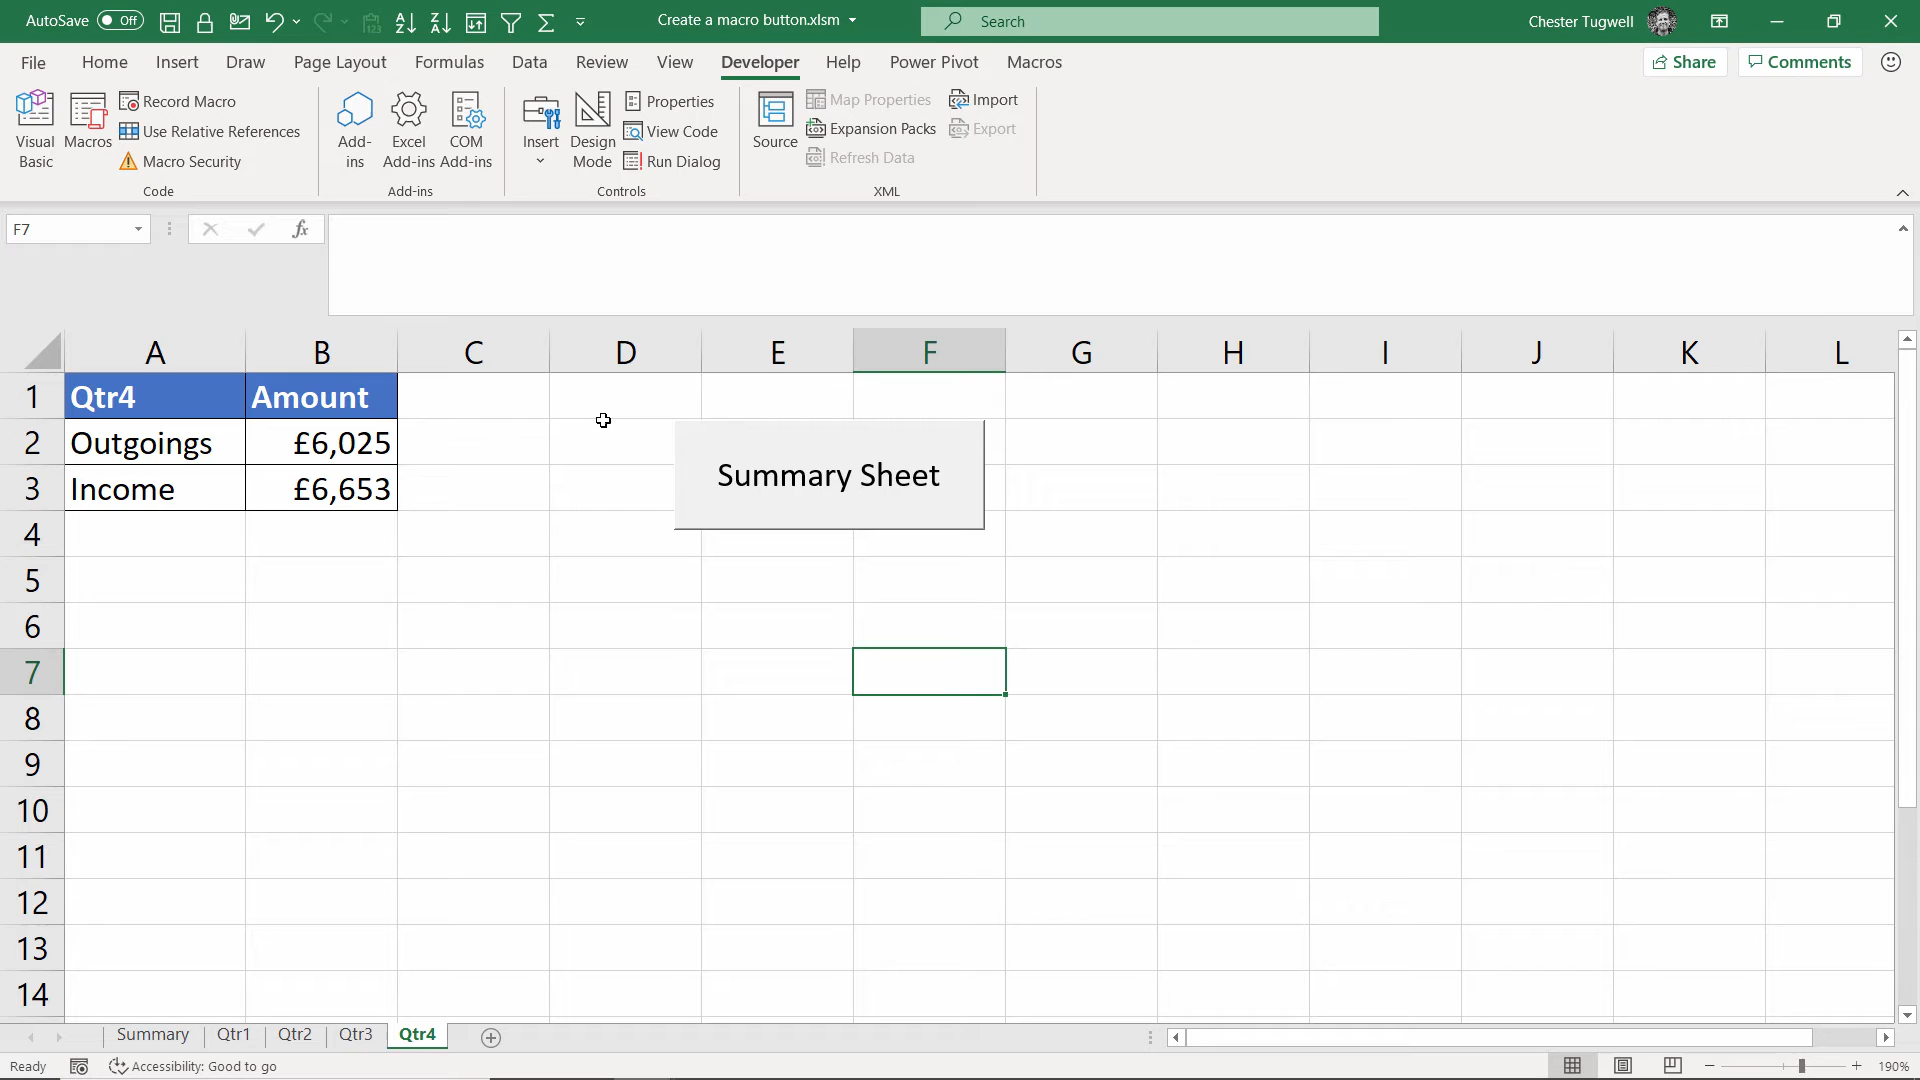 AutoSave Off
Create a macro button.xlsm
Search
Chester Tugwell
File Home Insert Draw Page Layout Formulas Data Review View Developer Help Power Pivot Macros
Share Comments
Visual Basic
Macros
Record Macro
Use Relative References
Macro Security
Code
Add-ins
Excel Add-ins
COM Add-ins
Add-ins
Insert
Design Mode
Properties
View Code
Run Dialog
Controls
Source
Map Properties
Expansion Packs
Refresh Data
Import
Export
XML
F7
fx
A B C D E F G H I J K L
1 Qtr4 Amount
2 Outgoings £6,025
3 Income £6,653
Summary Sheet
4
5
6
7
8
9
10
11
12
13
14
Summary Qtr1 Qtr2 Qtr3 Qtr4
Ready Accessibility: Good to go 190%